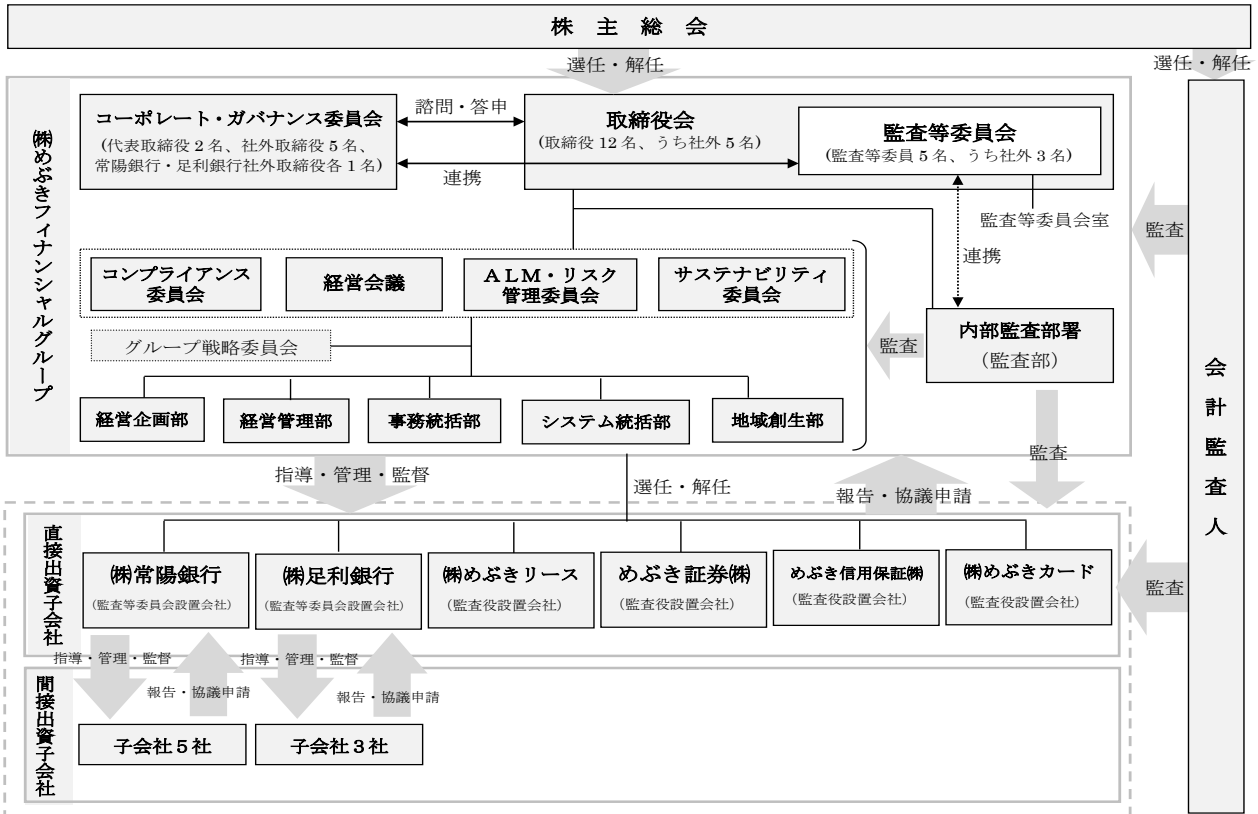 株 主 総 会
選任・解任
選任・解任
㈱めぶきフィナンシャルグループ
コーポレート・ガバナンス委員会
(代表取締役2名、社外取締役5名、
常陽銀行・足利銀行社外取締役各1名)
諮問・答申
連携
取締役会
(取締役12名、うち社外5名)
監査等委員会
(監査等委員5名、うち社外3名)
監査等委員会室
連携
監査
コンプライアンス
委員会
経営会議
ALM・リスク
管理委員会
サステナビリティ
委員会
グループ戦略委員会
監査
内部監査部署
(監査部)
経営企画部
経営管理部
事務統括部
システム統括部
地域創生部
会計監査人
指導・管理・監督
選任・解任
報告・協議申請
監査
直接出資子会社
㈱常陽銀行
(監査等委員会設置会社)
㈱足利銀行
(監査等委員会設置会社)
㈱めぶきリース
(監査役設置会社)
めぶき証券㈱
(監査役設置会社)
めぶき信用保証㈱
(監査役設置会社)
㈱めぶきカード
(監査役設置会社)
監査
指導・管理・監督
報告・協議申請
指導・管理・監督
報告・協議申請
間接出資子会社
子会社5社
子会社3社